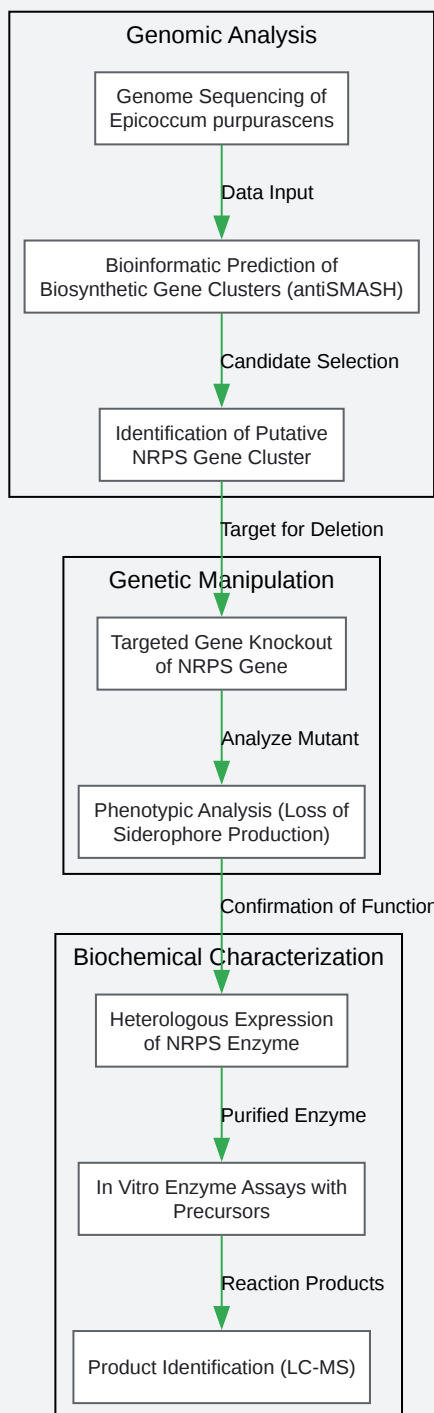 Genomic Analysis
Genome Sequencing of
Epicoccum purpurascens
Data Input
Bioinformatic Prediction of
Biosynthetic Gene Clusters (antiSMASH)
Candidate Selection
Identification of Putative
NRPS Gene Cluster
Target for Deletion
Genetic Manipulation
Targeted Gene Knockout
of NRPS Gene
Analyze Mutant
Phenotypic Analysis (Loss of
Siderophore Production)
Confirmation of Function
Biochemical Characterization
Heterologous Expression
of NRPS Enzyme
Purified Enzyme
In Vitro Enzyme Assays with
Precursors
Reaction Products
Product Identification (LC-MS)